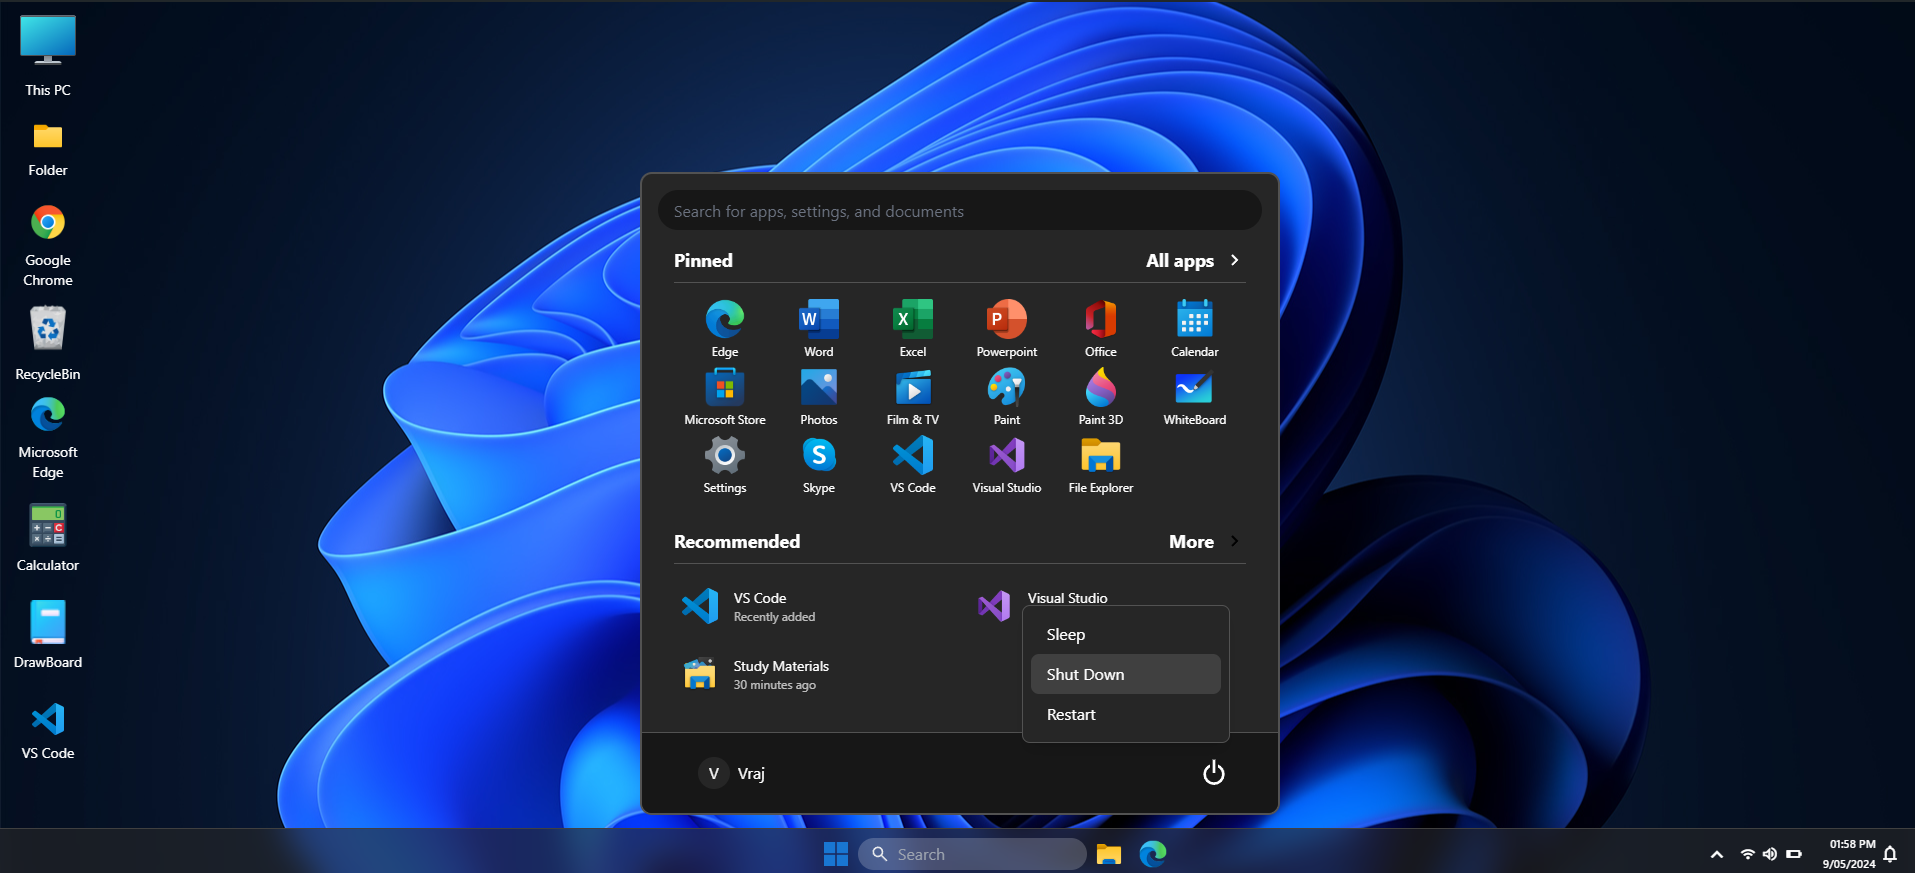 This PC
Folder
Google
Chrome
RecycleBin
Microsoft
Edge
0
Calculator
DrawBoard
VS Code
Search for apps, settings, and documents
Pinned
All apps
Edge
Word
Excel
Powerpoint
Office
Calendar
Microsoft Store
Photos
Film & TV
Paint
Paint 3D
WhiteBoard
Settings
Skype
VS Code
Visual Studio
File Explorer
Recommended
More
VS Code
Recently added
Visual Studio
Study Materials
30 minutes ago
Sleep
Shut Down
Restart
V Vraj
Search
01:58 PM
9/05/2024